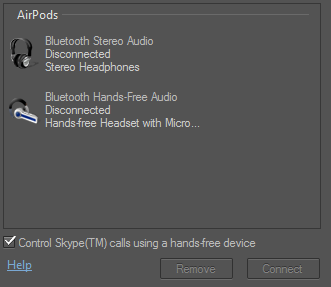 AirPods
Bluetooth Stereo Audio
Disconnected
Stereo Headphones
Bluetooth Hands-Free Audio
Disconnected
Hands-free Headset with Micro...
Control Skype(TM) calls using a hands-free device
Help
Remove
Connect